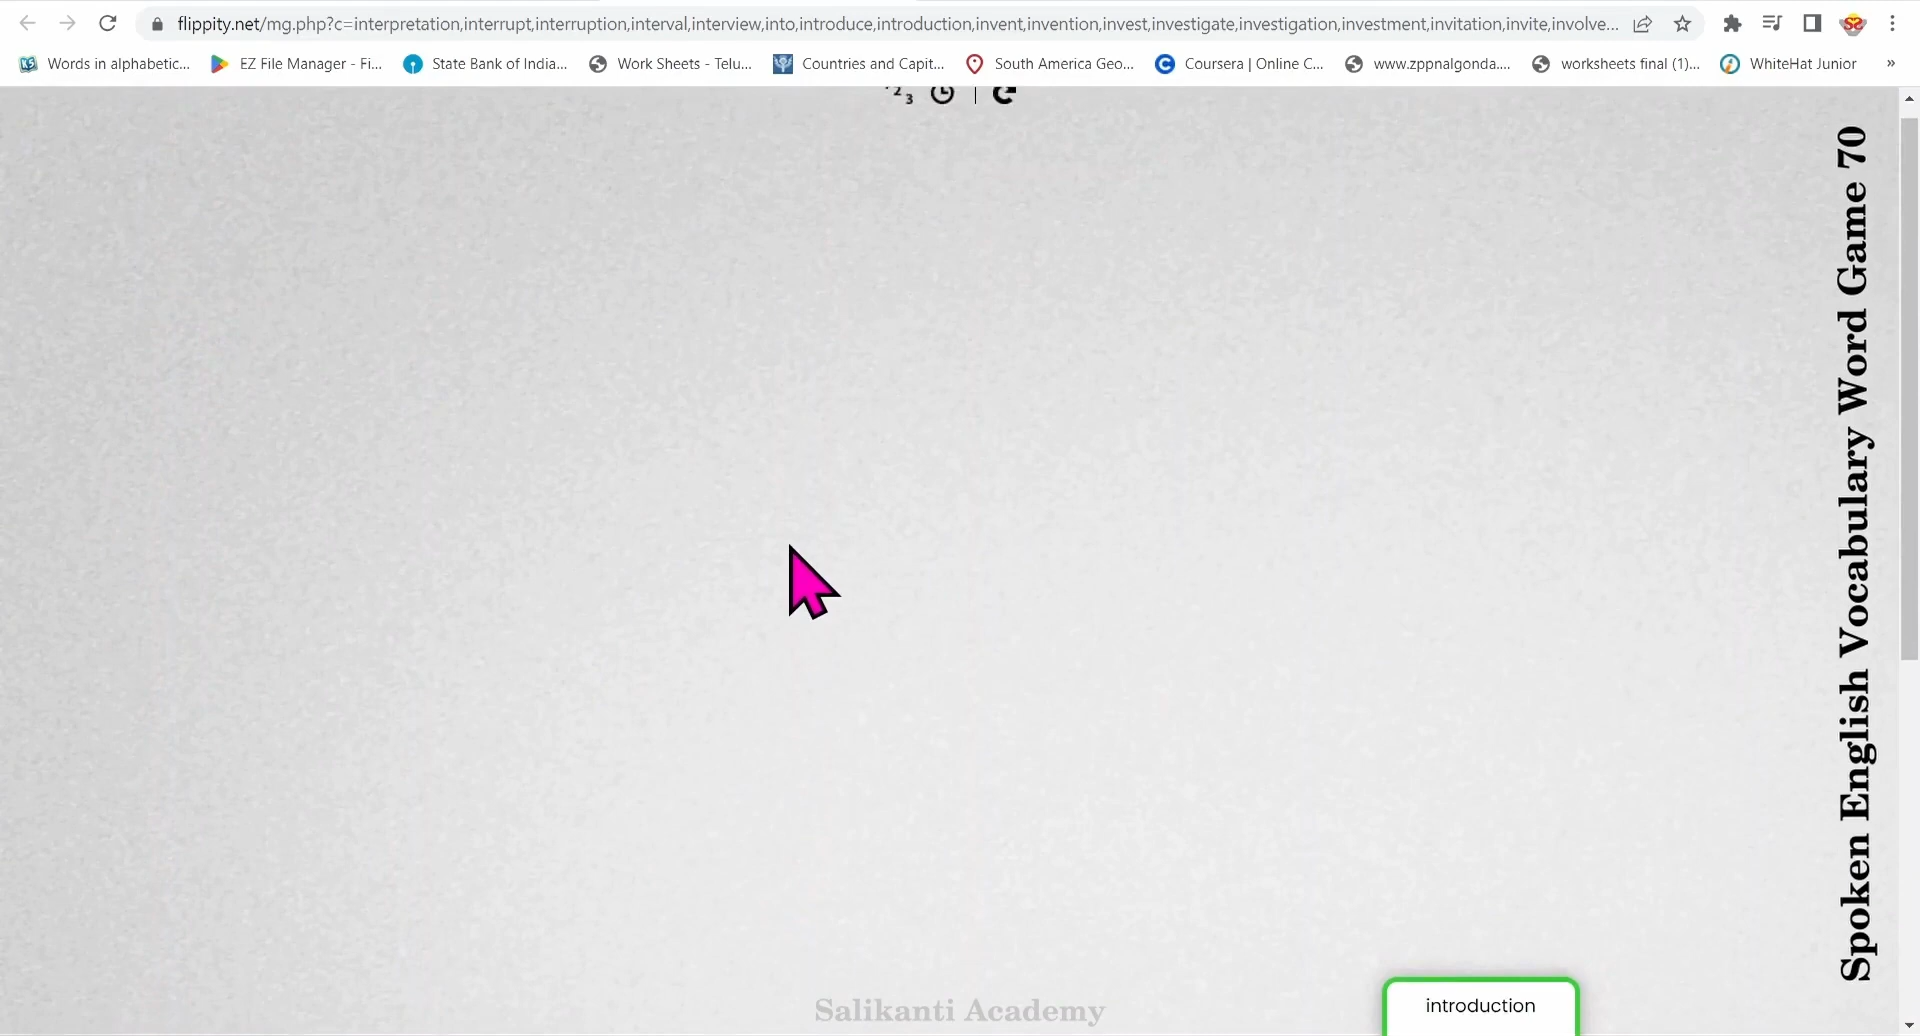 flippity.net/mg.php?c=interpretation,interrupt,interruption,interval,interview,into,introduce,introduction,invent,invention,invest,investigate,investigation,investment,invitation,invite,involve...
Words in alphabetic... EZ File Manager - Fi... State Bank of India... Work Sheets - Telu... Countries and Capit... South America Geo... Coursera | Online C... www.zppnalgonda.... worksheets final (1)... WhiteHat Junior »
2 3
Spoken English Vocabulary Word Game 70
introduction
Salikanti Academy